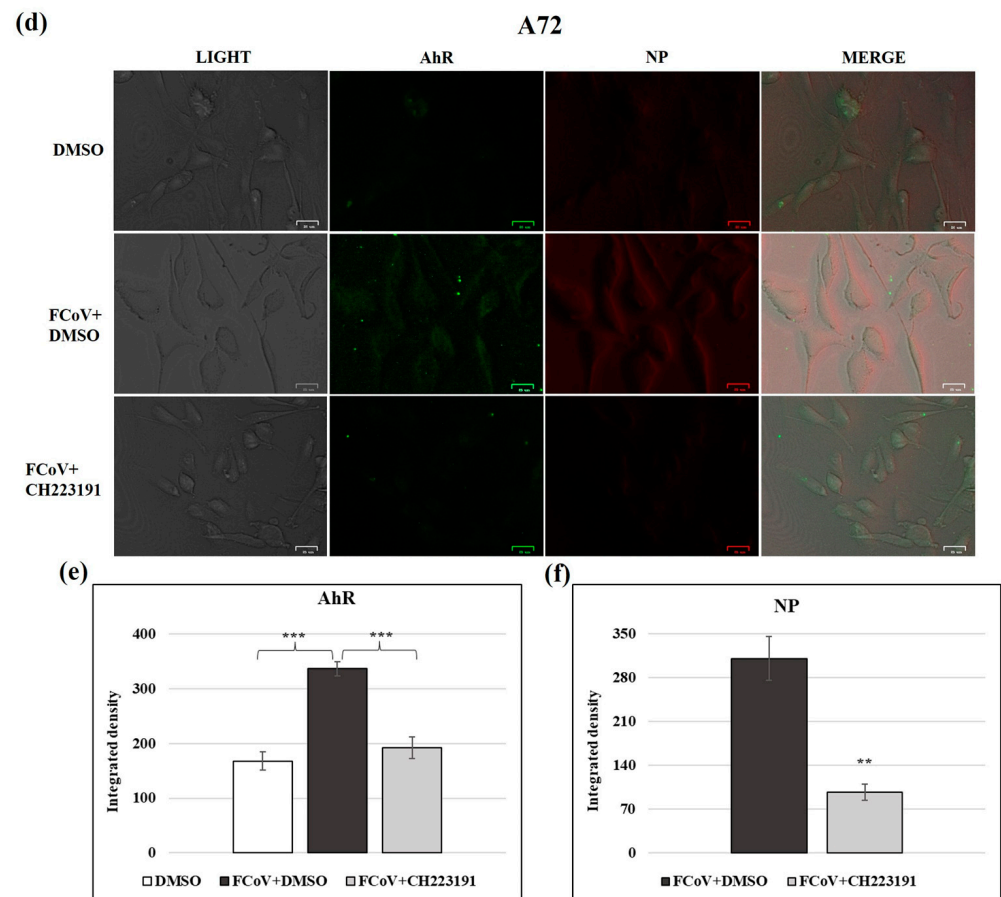 (d)
A72
LIGHT AhR NP MERGE
DMSO
FCoV+
DMSO
FCoV+
CH223191
(e)
AhR
Integrated density
400
300
200
100
0
*** ***
DMSO FCoV+DMSO FCoV+CH223191
(f)
NP
Integrated density
350
280
210
140
70
0
**
FCoV+DMSO FCoV+CH223191